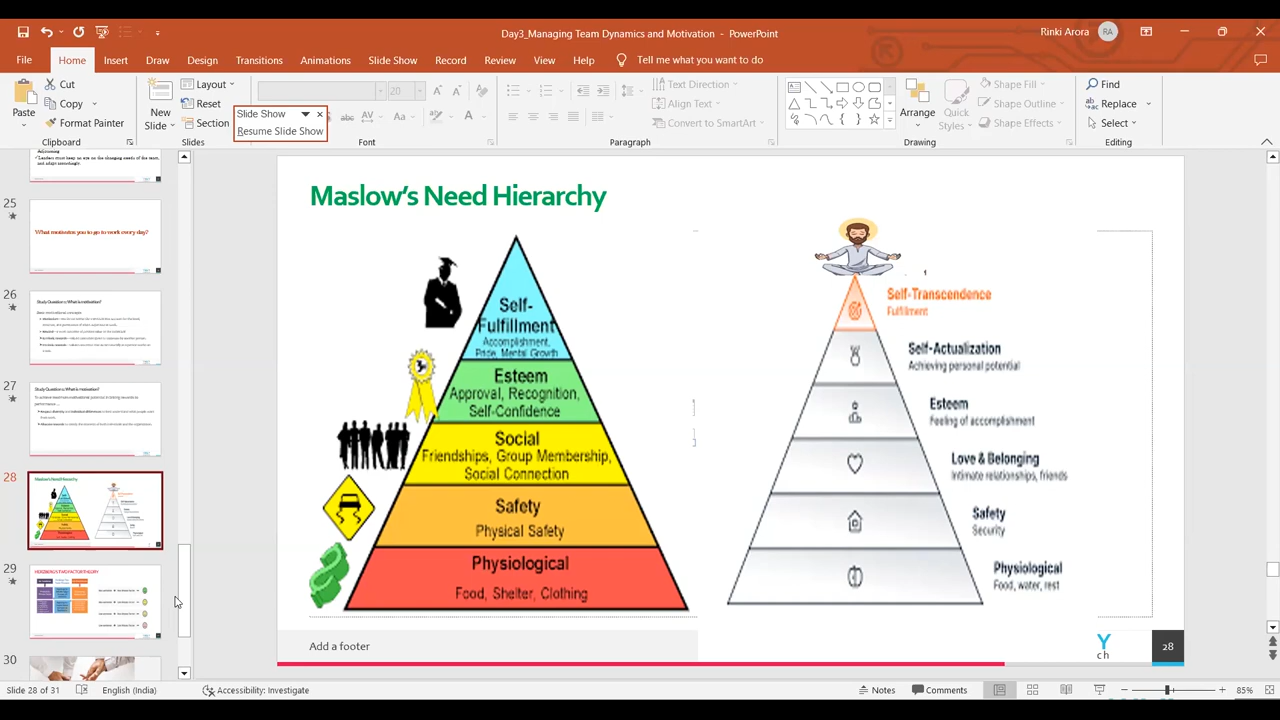 Day3_Managing Team Dynamics and Motivation - PowerPoint
Rinki Arora
RA
File Home Insert Draw Design Transitions Animations Slide Show Record Review View Help Tell me what you want to do
Paste
Cut
Copy
Format Painter
Clipboard
New
Slide
Layout
Reset
Section
Slides
Slide Show
Resume Slide Show
20
Font
Text Direction
Align Text
Convert to SmartArt
Paragraph
Arrange
Quick
Styles
Shape Fill
Shape Outline
Shape Effects
Drawing
Find
Replace
Select
Editing
25
What motivates you to go to work every day?
26
27
28
29
30
Maslow's Need Hierarchy
Self-
Fulfillment
Accomplishment,
Pride, Mental Growth
Esteem
Approval, Recognition,
Self-Confidence
Social
Friendships, Group Membership,
Social Connection
Safety
Physical Safety
Physiological
Food, Shelter, Clothing
Self-Transcendence
Fulfillment
Self-Actualization
Achieving personal potential
Esteem
Feeling of accomplishment
Love & Belonging
Intimate relationships, friends
Safety
Security
Physiological
Food, water, rest
Add a footer
Y
ch
28
Slide 28 of 31
English (India)
Accessibility: Investigate
Notes
Comments
85%